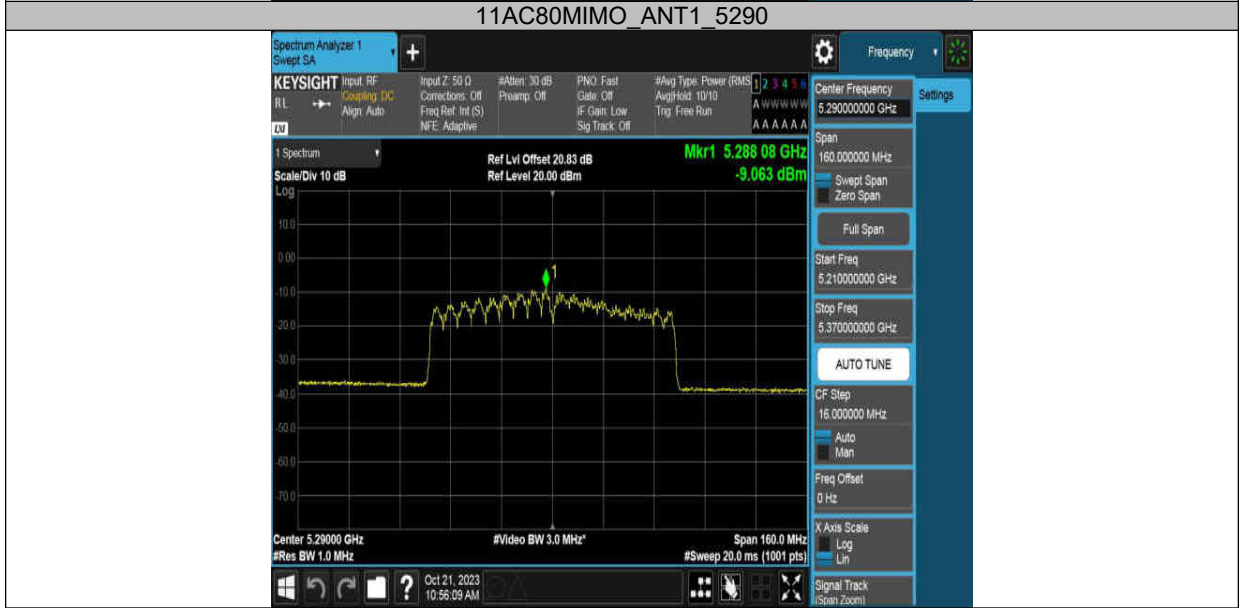 11AC80MIMO_ANT1_5290
Spectrum Analyzer 1
Swept SA
Frequency
KEYSIGHT
RL
LXI
Input: RF
Coupling: DC
Align: Auto
Input Z: 50 Ω
Corrections: Off
Freq Ref: Int (S)
NFE: Adaptive
#Atten: 30 dB
Preamp: Off
PNO: Fast
Gate: Off
IF Gain: Low
Sig Track: Off
#Avg Type: Power (RMS
Avg|Hold: 10/10
Trig: Free Run
1 2 3 4 5 6
A W W W W W
A A A A A A
1 Spectrum
Scale/Div 10 dB
Ref Lvl Offset 20.83 dB
Ref Level 20.00 dBm
Mkr1 5.288 08 GHz
-9.063 dBm
Log
10.0
0.00
-10.0
-20.0
-30.0
-40.0
-50.0
-60.0
-70.0
1
Center 5.29000 GHz
#Res BW 1.0 MHz
#Video BW 3.0 MHz*
Span 160.0 MHz
#Sweep 20.0 ms (1001 pts)
?
Oct 21, 2023
10:56:09 AM
Center Frequency
5.290000000 GHz
Settings
Span
160.000000 MHz
Swept Span
Zero Span
Full Span
Start Freq
5.210000000 GHz
Stop Freq
5.370000000 GHz
AUTO TUNE
CF Step
16.000000 MHz
Auto
Man
Freq Offset
0 Hz
X Axis Scale
Log
Lin
Signal Track
(Span Zoom)